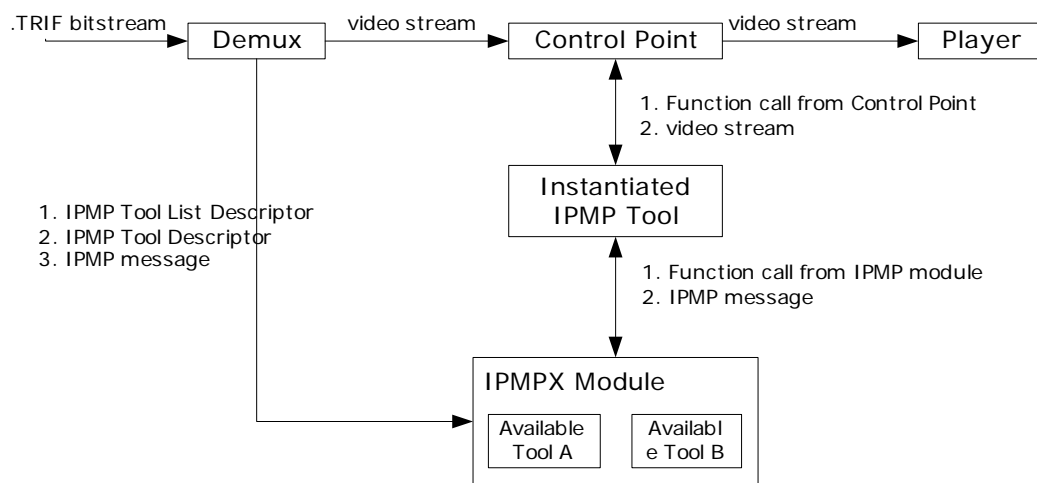 .TRIF bitstream
Demux
video stream
Control Point
video stream
Player
1. Function call from Control Point
2. video stream
Instantiated
IPMP Tool
1. IPMP Tool List Descriptor
2. IPMP Tool Descriptor
3. IPMP message
1. Function call from IPMP module
2. IPMP message
IPMPX Module
Available
Tool A
Availabl
e Tool B